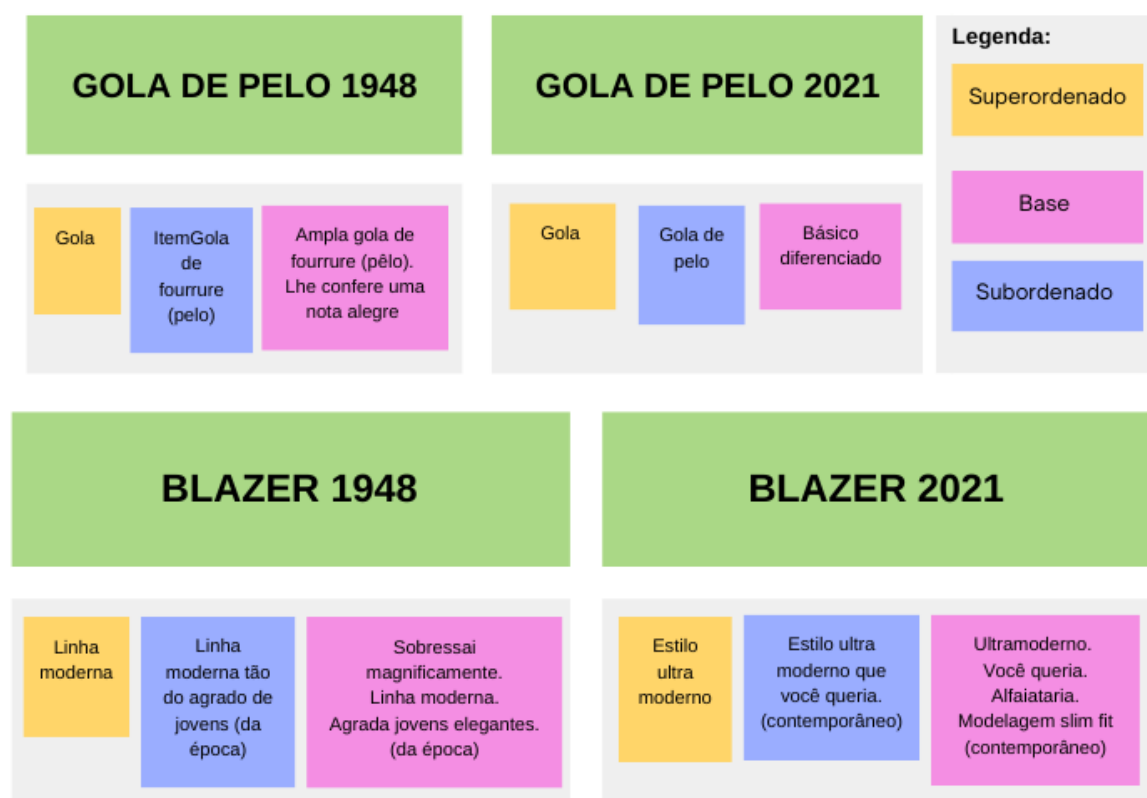 GOLA DE PELO 1948
GOLA DE PELO 2021
Legenda:
Superordenado
Base
Subordenado
Gola
ItemGola
de
fourrure
(pelo)
Ampla gola de
fourrure (pêlo).
Lhe confere uma
nota alegre
Gola
Gola de
pelo
Básico
diferenciado
BLAZER 1948
BLAZER 2021
Linha
moderna
Linha
moderna tão
do agrado de
jovens (da
época)
Sobressai
magnificamente.
Linha moderna.
Agrada jovens elegantes.
(da época)
Estilo
ultra
moderno
Estilo ultra
moderno que
você queria.
(contemporâneo)
Ultramoderno.
Você queria.
Alfaiataria.
Modelagem slim fit
(contemporâneo)